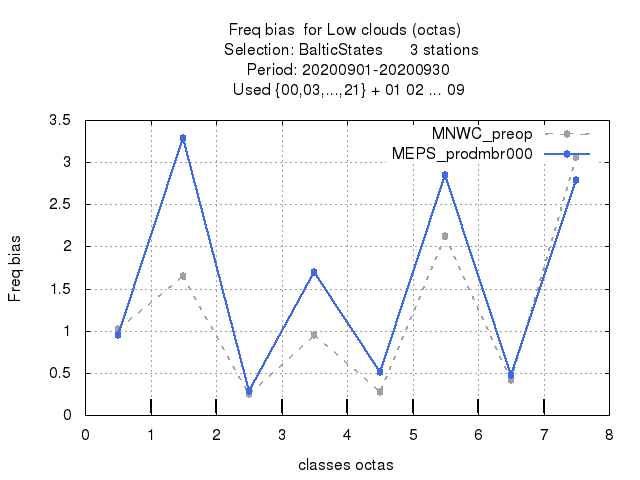 Freq bias  for Low clouds (octas)
Selection: BalticStates      3 stations
Period: 20200901-20200930
Used {00,03,...,21} + 01 02 ... 09
MNWC_preop
MEPS_prodmbr000
3.5
3
2.5
2
1.5
1
0.5
0
Freq bias
0 1 2 3 4 5 6 7 8
classes octas